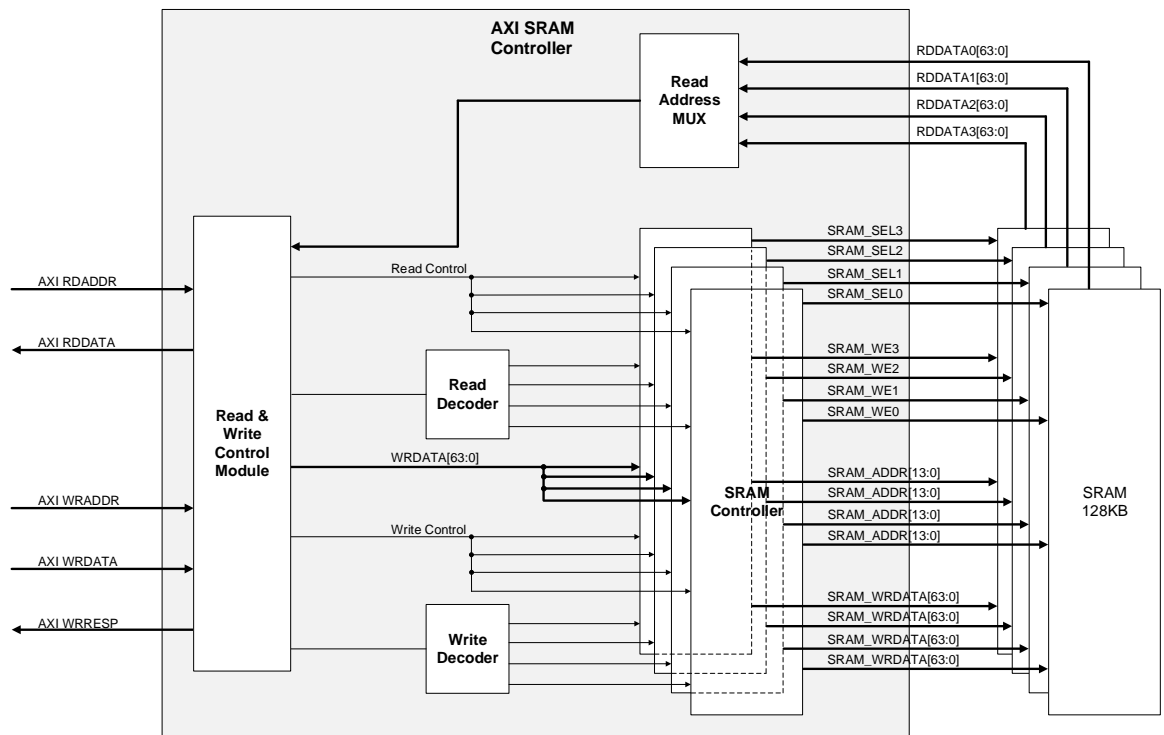 AXI SRAM
Controller
Read
Address
MUX
RDDATA0[63:0]
RDDATA1[63:0]
RDDATA2[63:0]
RDDATA3[63:0]
AXI RDADDR
AXI RDDATA
AXI WRADDR
AXI WRDATA
AXI WRRESP
Read &
Write
Control
Module
Read Control
Read
Decoder
WRDATA[63:0]
Write Control
Write
Decoder
SRAM
Controller
SRAM_SEL3
SRAM_SEL2
SRAM_SEL1
SRAM_SEL0
SRAM_WE3
SRAM_WE2
SRAM_WE1
SRAM_WE0
SRAM_ADDR[13:0]
SRAM_ADDR[13:0]
SRAM_ADDR[13:0]
SRAM_ADDR[13:0]
SRAM_WRDATA[63:0]
SRAM_WRDATA[63:0]
SRAM_WRDATA[63:0]
SRAM_WRDATA[63:0]
SRAM
128KB